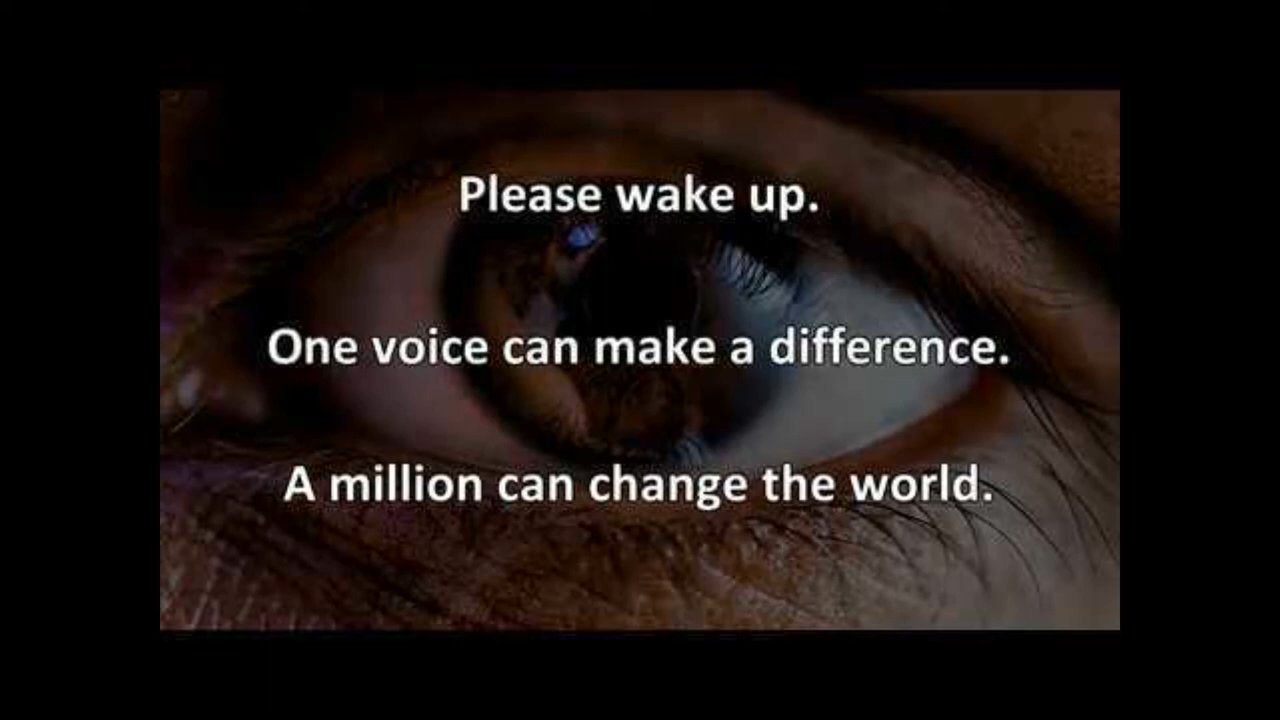 Please wake up.
One voice can make a difference.
A million can change the world.